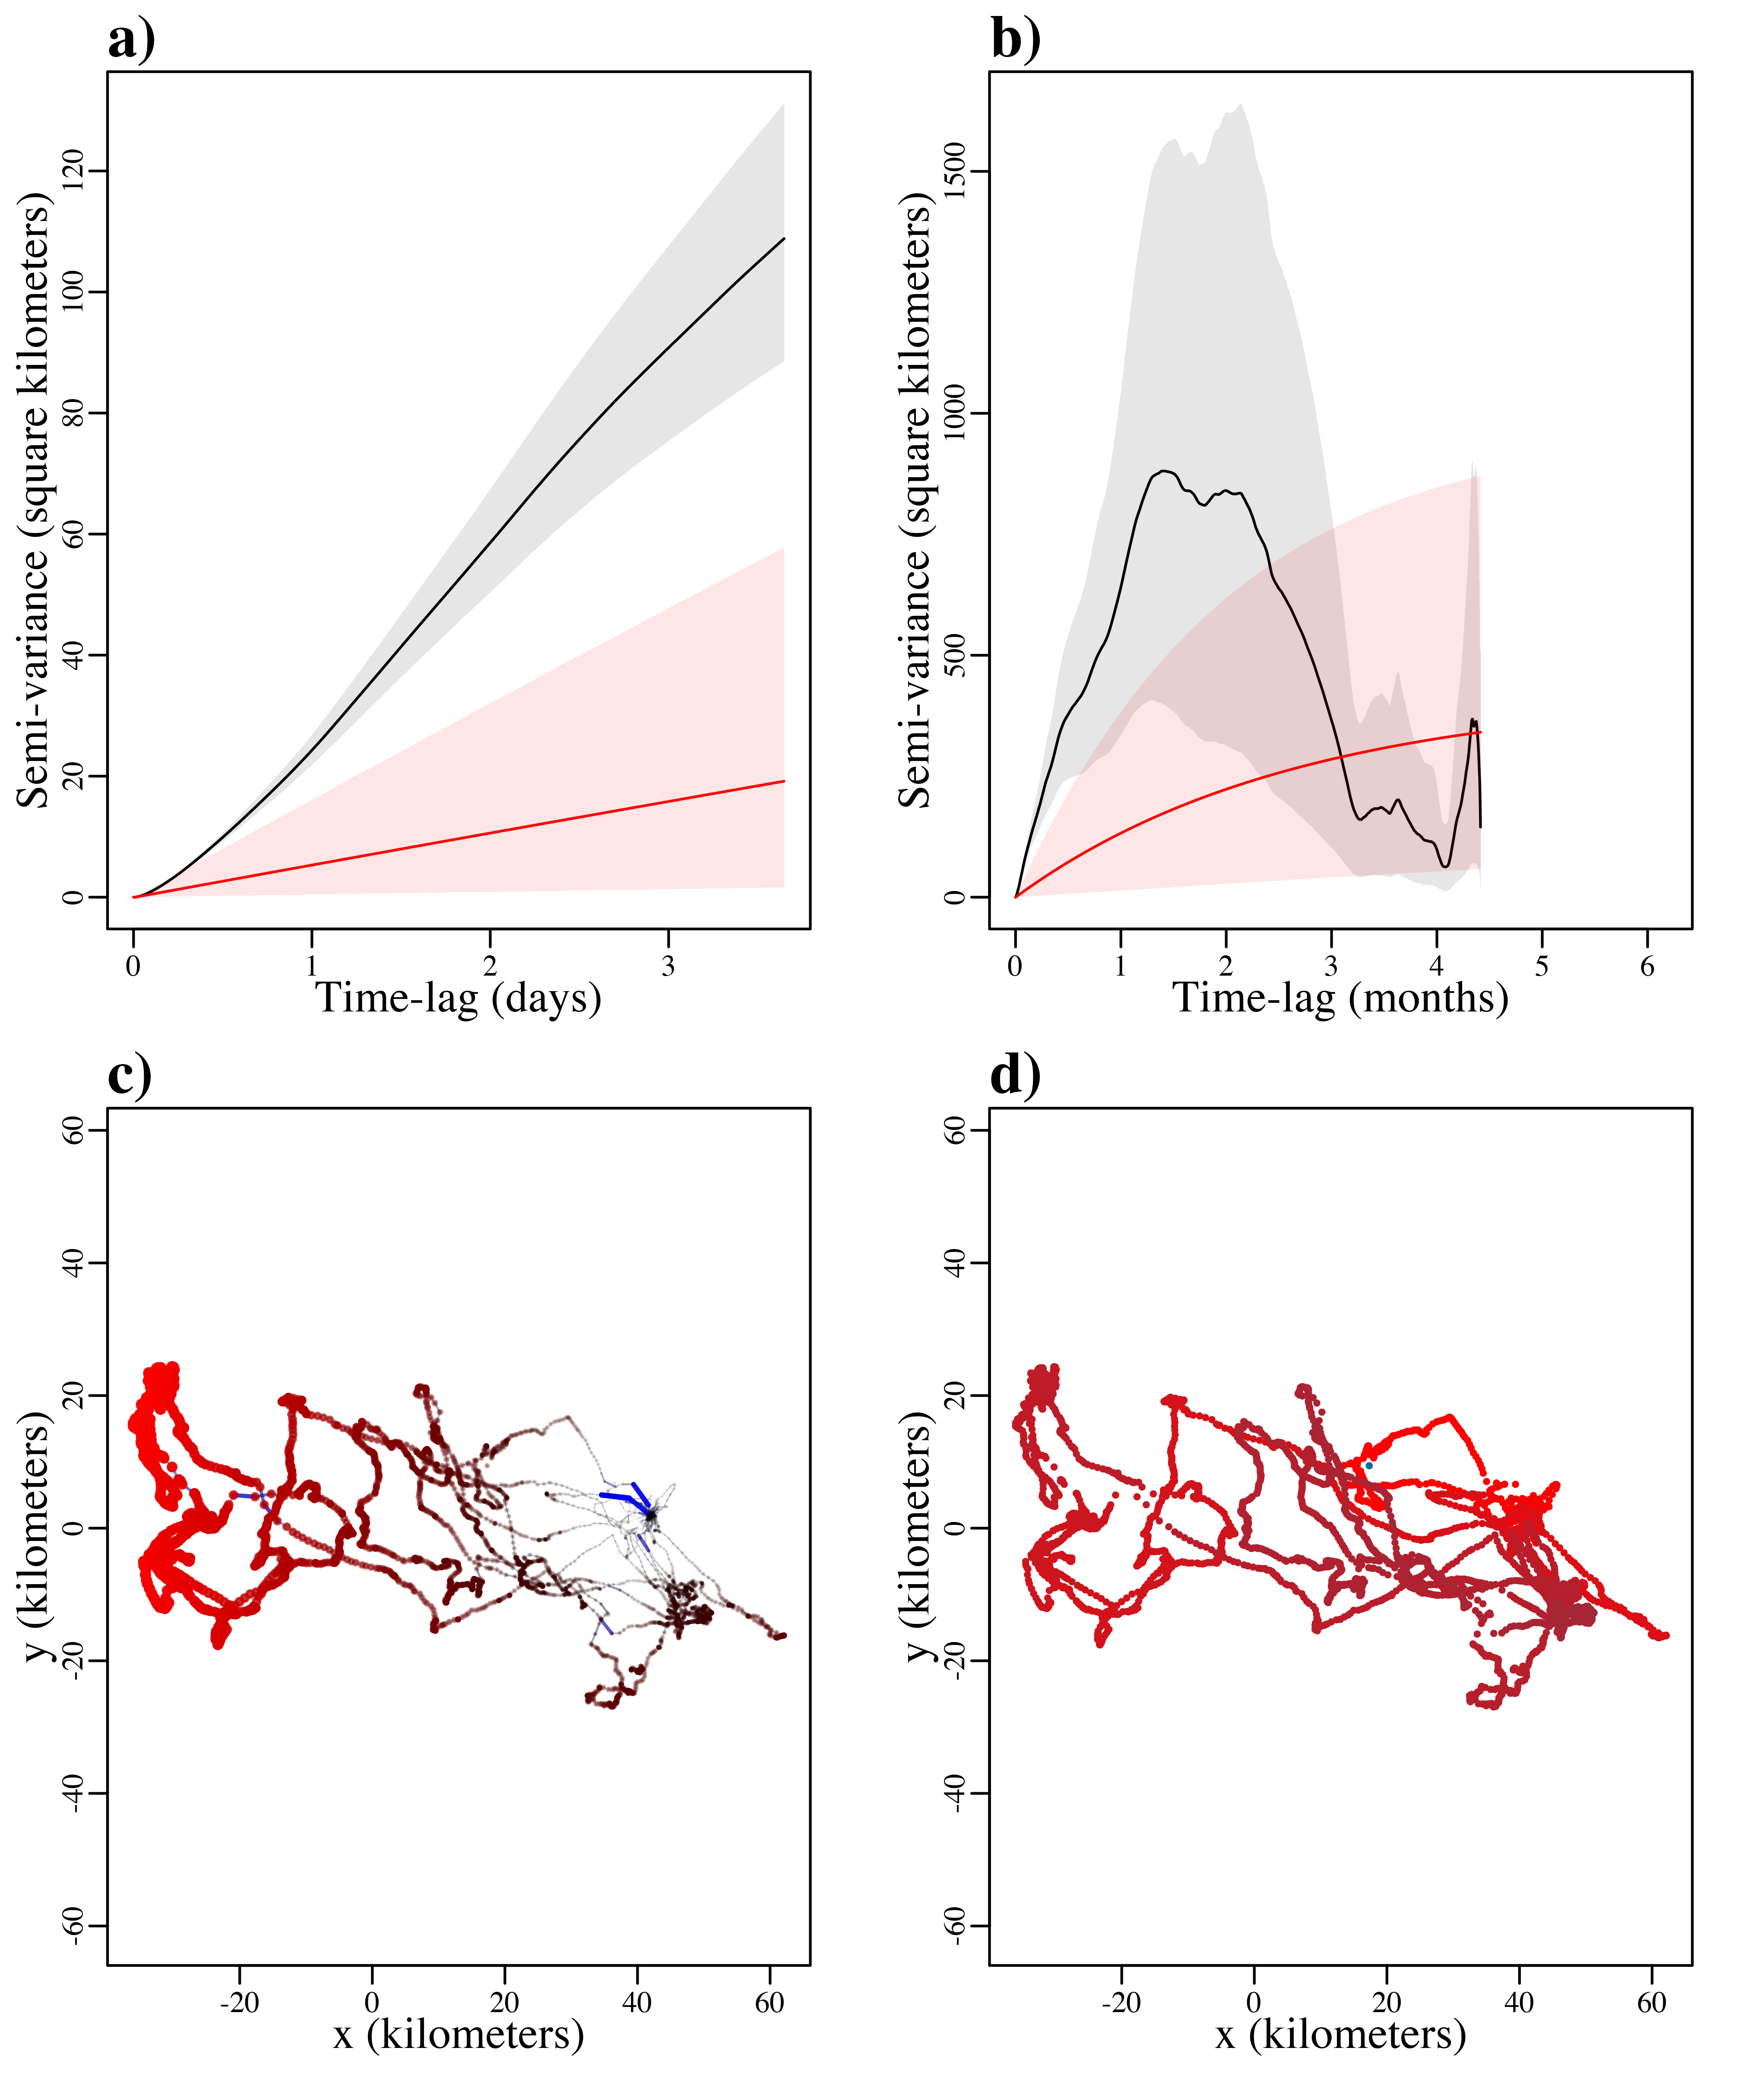 a)
Semi-variance (square kilometers)
0 20 40 60 80 100 120
0 1 2 3
Time-lag (days)
b)
Semi-variance (square kilometers)
0 500 1000 1500
0 1 2 3 4 5 6
Time-lag (months)
c)
y (kilometers)
-60 -40 -20 0 20 40 60
-20 0 20 40 60
x (kilometers)
d)
y (kilometers)
-60 -40 -20 0 20 40 60
-20 0 20 40 60
x (kilometers)